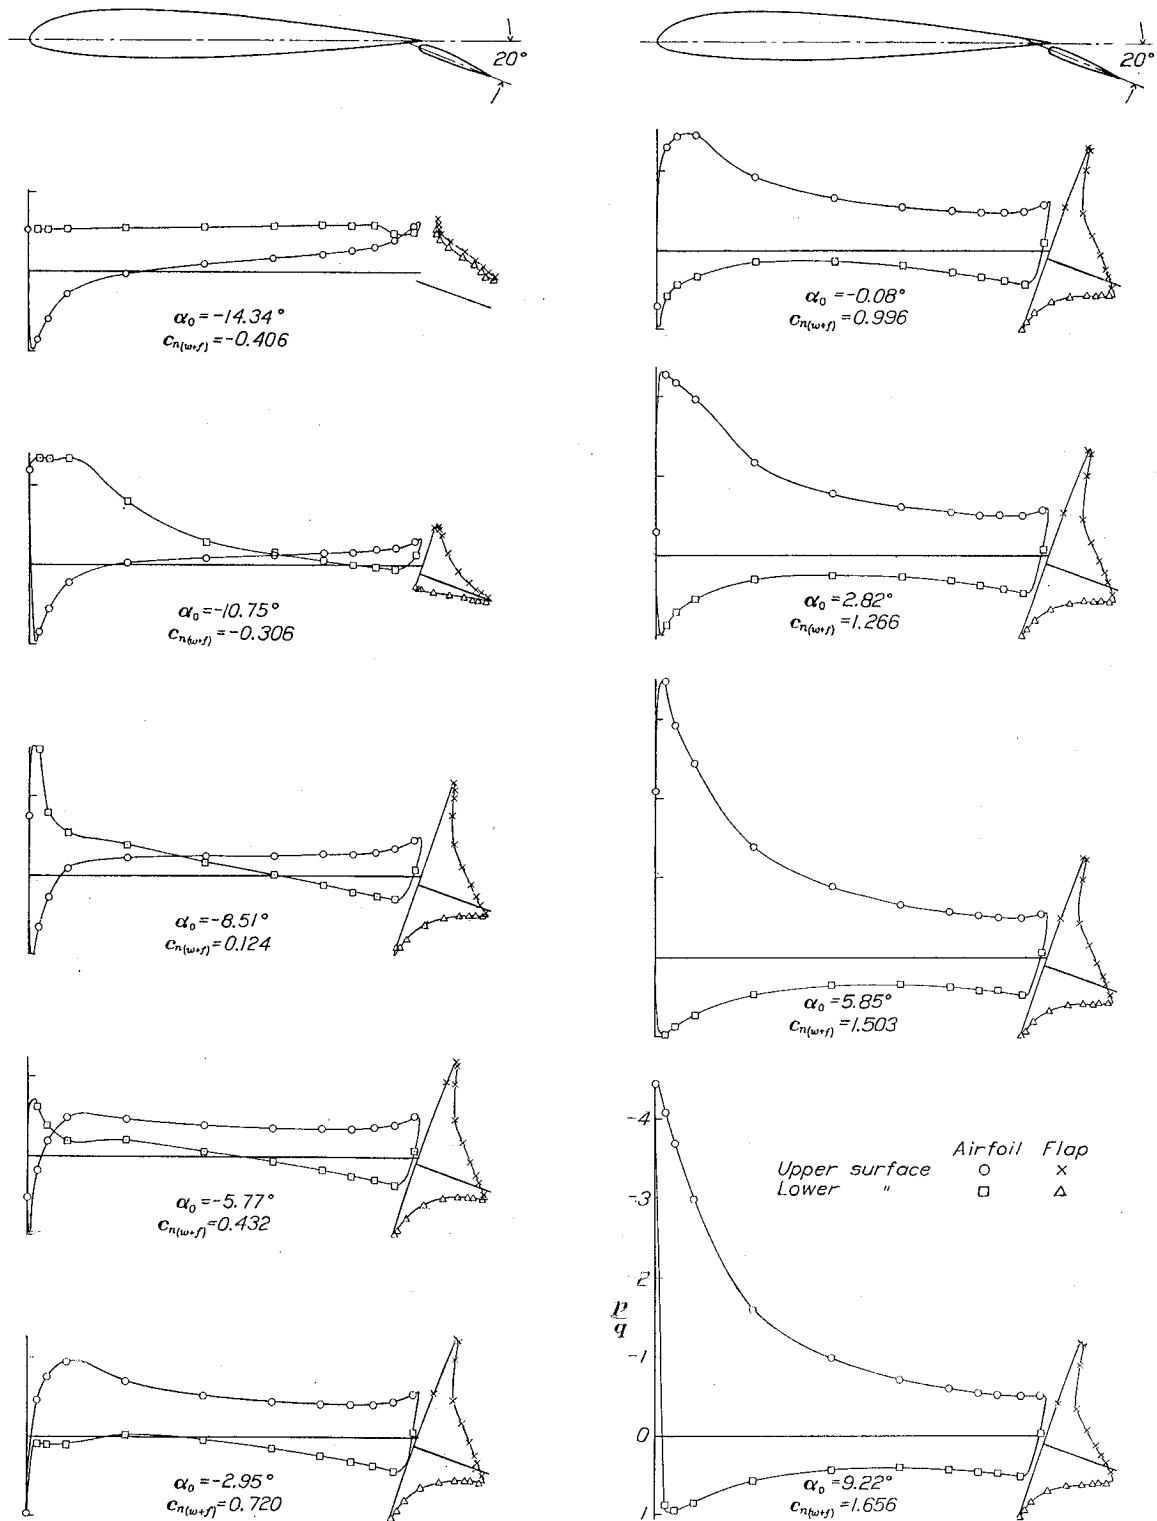 20°
20°
α₀ = -14.34°
cₙ₍w+f₎ = -0.406
α₀ = -10.75°
cₙ₍w+f₎ = -0.306
α₀ = -8.51°
cₙ₍w+f₎ = 0.124
α₀ = -5.77°
cₙ₍w+f₎ = 0.432
α₀ = -2.95°
cₙ₍w+f₎ = 0.720
α₀ = -0.08°
cₙ₍w+f₎ = 0.996
α₀ = 2.82°
cₙ₍w+f₎ = 1.266
α₀ = 5.85°
cₙ₍w+f₎ = 1.503
-4
-3
-2
p/q
-1
0
1
Airfoil Flap
Upper surface ○ ×
Lower " □ △
α₀ = 9.22°
cₙ₍w+f₎ = 1.656